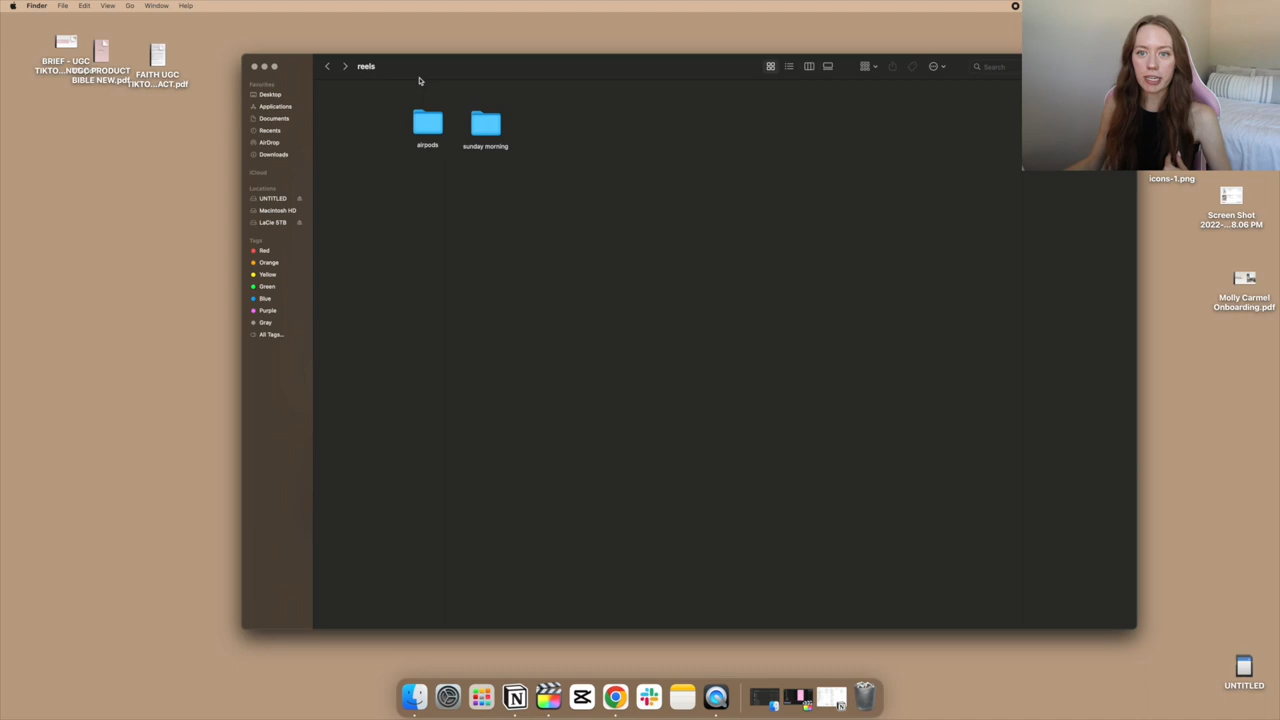 Finder File Edit View Go Window Help
BRIEF - UGC
TIKTO...
PRODUCT
BIBLE NEW.pdf
FAITH UGC
TIKTO...ACT.pdf
reels
Search
Favorites
Desktop
Applications
Documents
Recents
AirDrop
Downloads
iCloud
Locations
UNTITLED
Macintosh HD
LaCie 5TB
Tags
Red
Orange
Yellow
Green
Blue
Purple
Gray
All Tags...
airpods
sunday morning
icons-1.png
Screen Shot
2022-...8.06 PM
Molly Carmel
Onboarding.pdf
UNTITLED